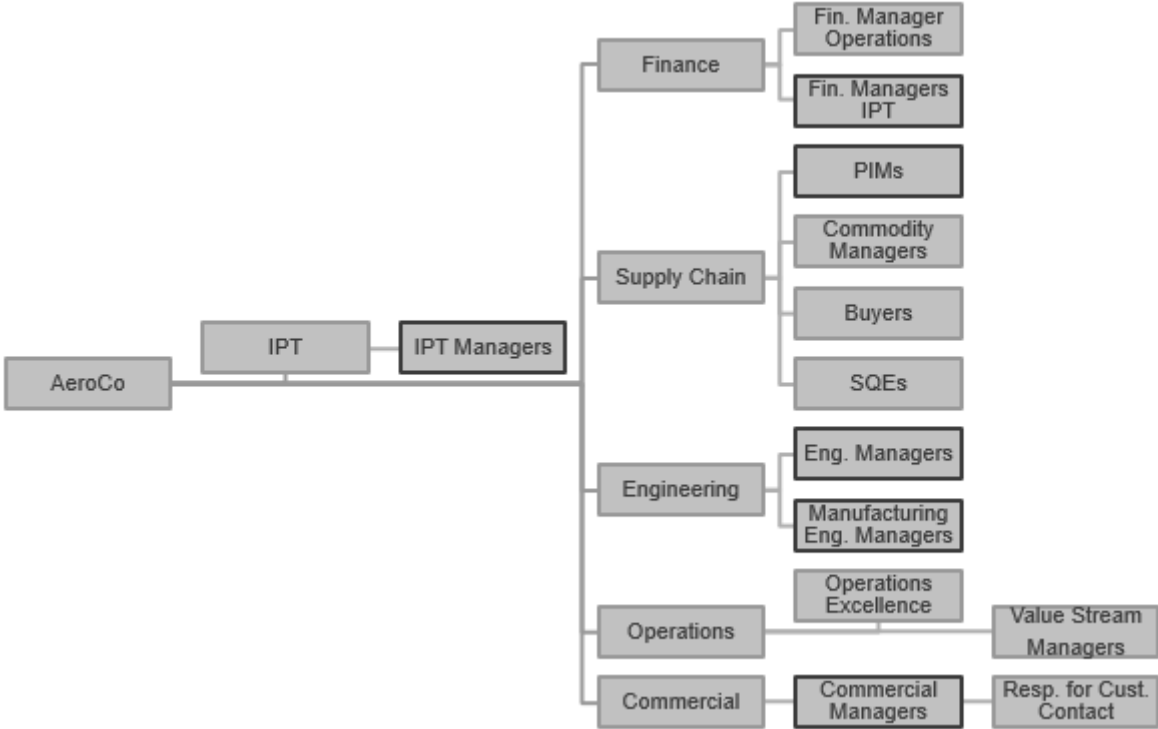 AeroCo
IPT
IPT Managers
Finance
Fin. Manager
Operations
Fin. Managers
IPT
Supply Chain
PIMs
Commodity
Managers
Buyers
SQEs
Engineering
Eng. Managers
Manufacturing
Eng. Managers
Operations
Operations
Excellence
Value Stream
Managers
Commercial
Commercial
Managers
Resp. for Cust.
Contact